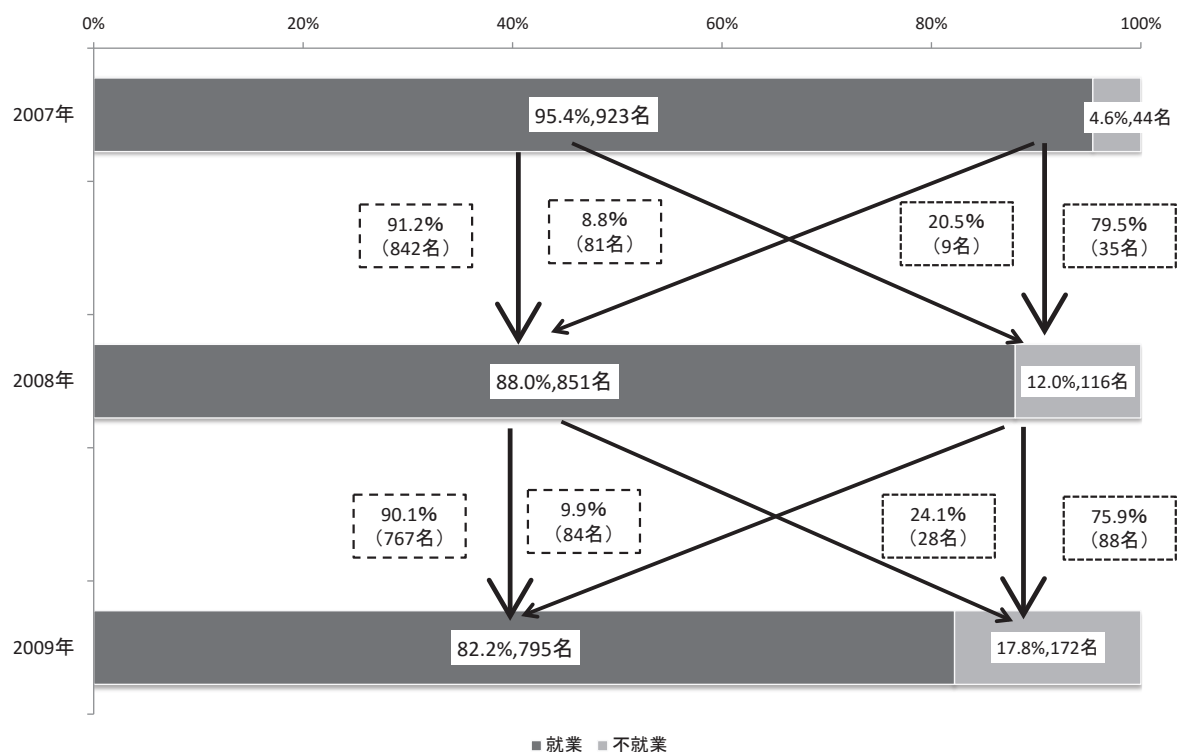 0%
20%
40%
60%
80%
100%
2007年
95.4%,923名
4.6%,44名
91.2%
（842名）
8.8%
（81名）
20.5%
（9名）
79.5%
（35名）
2008年
88.0%,851名
12.0%,116名
90.1%
（767名）
9.9%
（84名）
24.1%
（28名）
75.9%
（88名）
2009年
82.2%,795名
17.8%,172名
就業
不就業